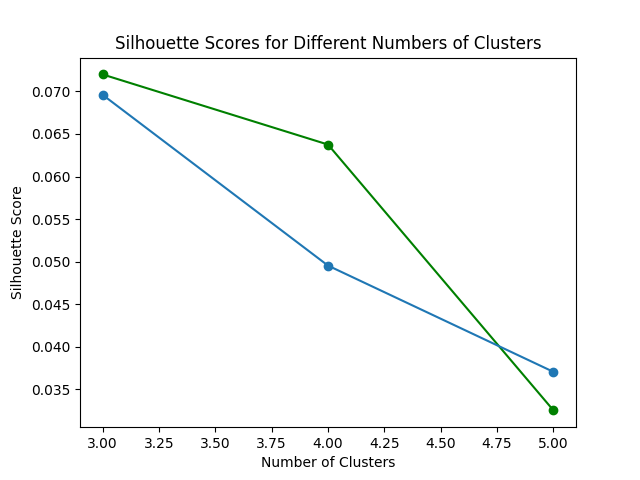 Silhouette Scores for Different Numbers of Clusters
0.070
0.065
0.060
0.055
0.050
0.045
0.040
0.035
Silhouette Score
3.00 3.25 3.50 3.75 4.00 4.25 4.50 4.75 5.00
Number of Clusters